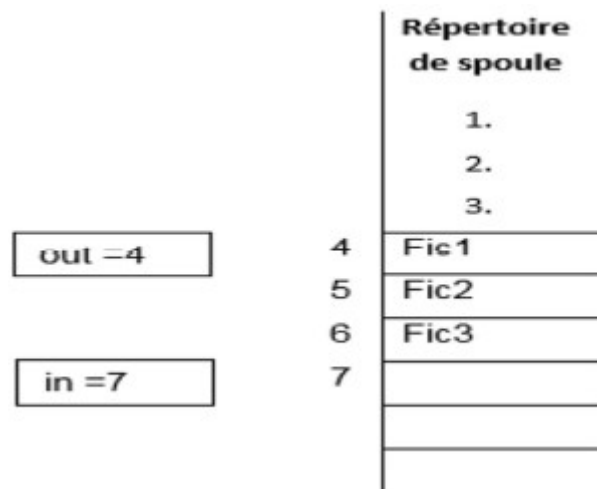 Répertoire
de spoule
1.
2.
3.
out =4
4 Fic1
5 Fic2
6 Fic3
in =7
7